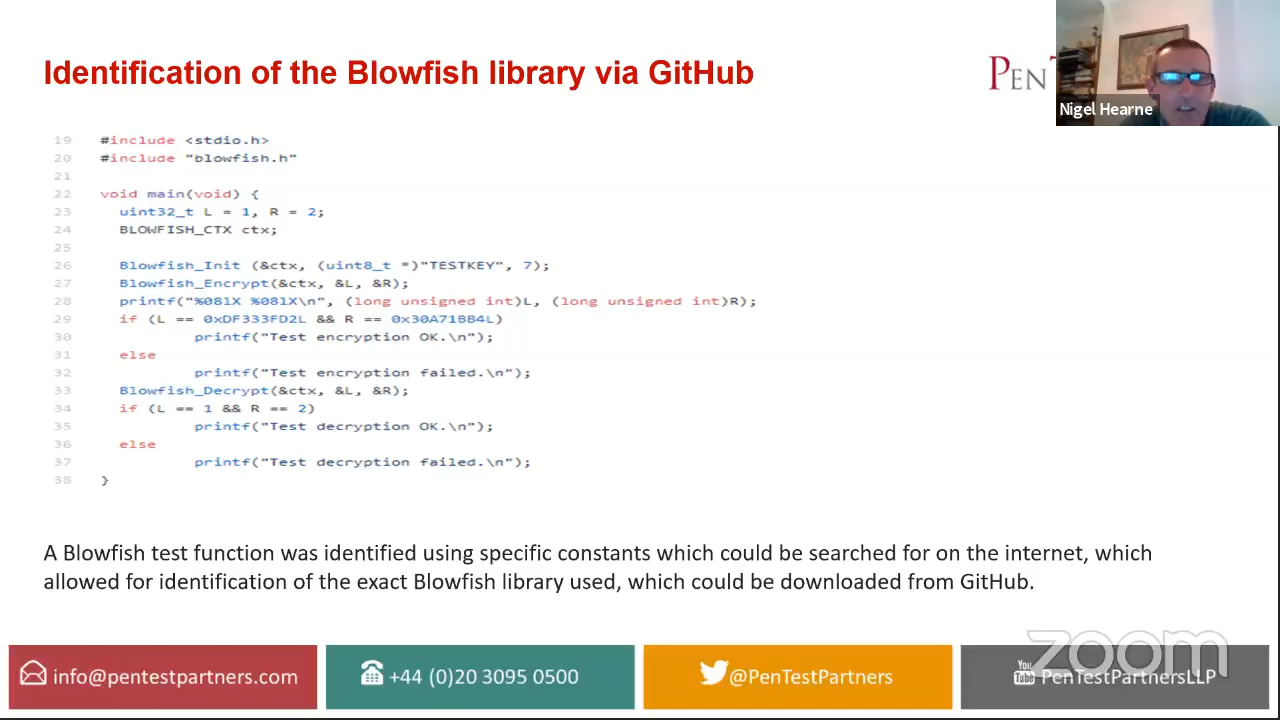 Identification of the Blowfish library via GitHub
PEN
Nigel Hearne
19 #include <stdio.h>
20 #include "blowfish.h"
21
22 void main(void) {
23 uint32_t L = 1, R = 2;
24 BLOWFISH_CTX ctx;
25
26 Blowfish_Init (&ctx, (uint8_t *)"TESTKEY", 7);
27 Blowfish_Encrypt(&ctx, &L, &R);
28 printf("%08lX %08lX\n", (long unsigned int)L, (long unsigned int)R);
29 if (L == 0xDF333FD2L && R == 0x30A71BB4L)
30 printf("Test encryption OK.\n");
31 else
32 printf("Test encryption failed.\n");
33 Blowfish_Decrypt(&ctx, &L, &R);
34 if (L == 1 && R == 2)
35 printf("Test decryption OK.\n");
36 else
37 printf("Test decryption failed.\n");
38 }
A Blowfish test function was identified using specific constants which could be searched for on the internet, which
allowed for identification of the exact Blowfish library used, which could be downloaded from GitHub.
info@pentestpartners.com
+44 (0)20 3095 0500
@PenTestPartners
You Tube PenTestPartnersLLP
zoom